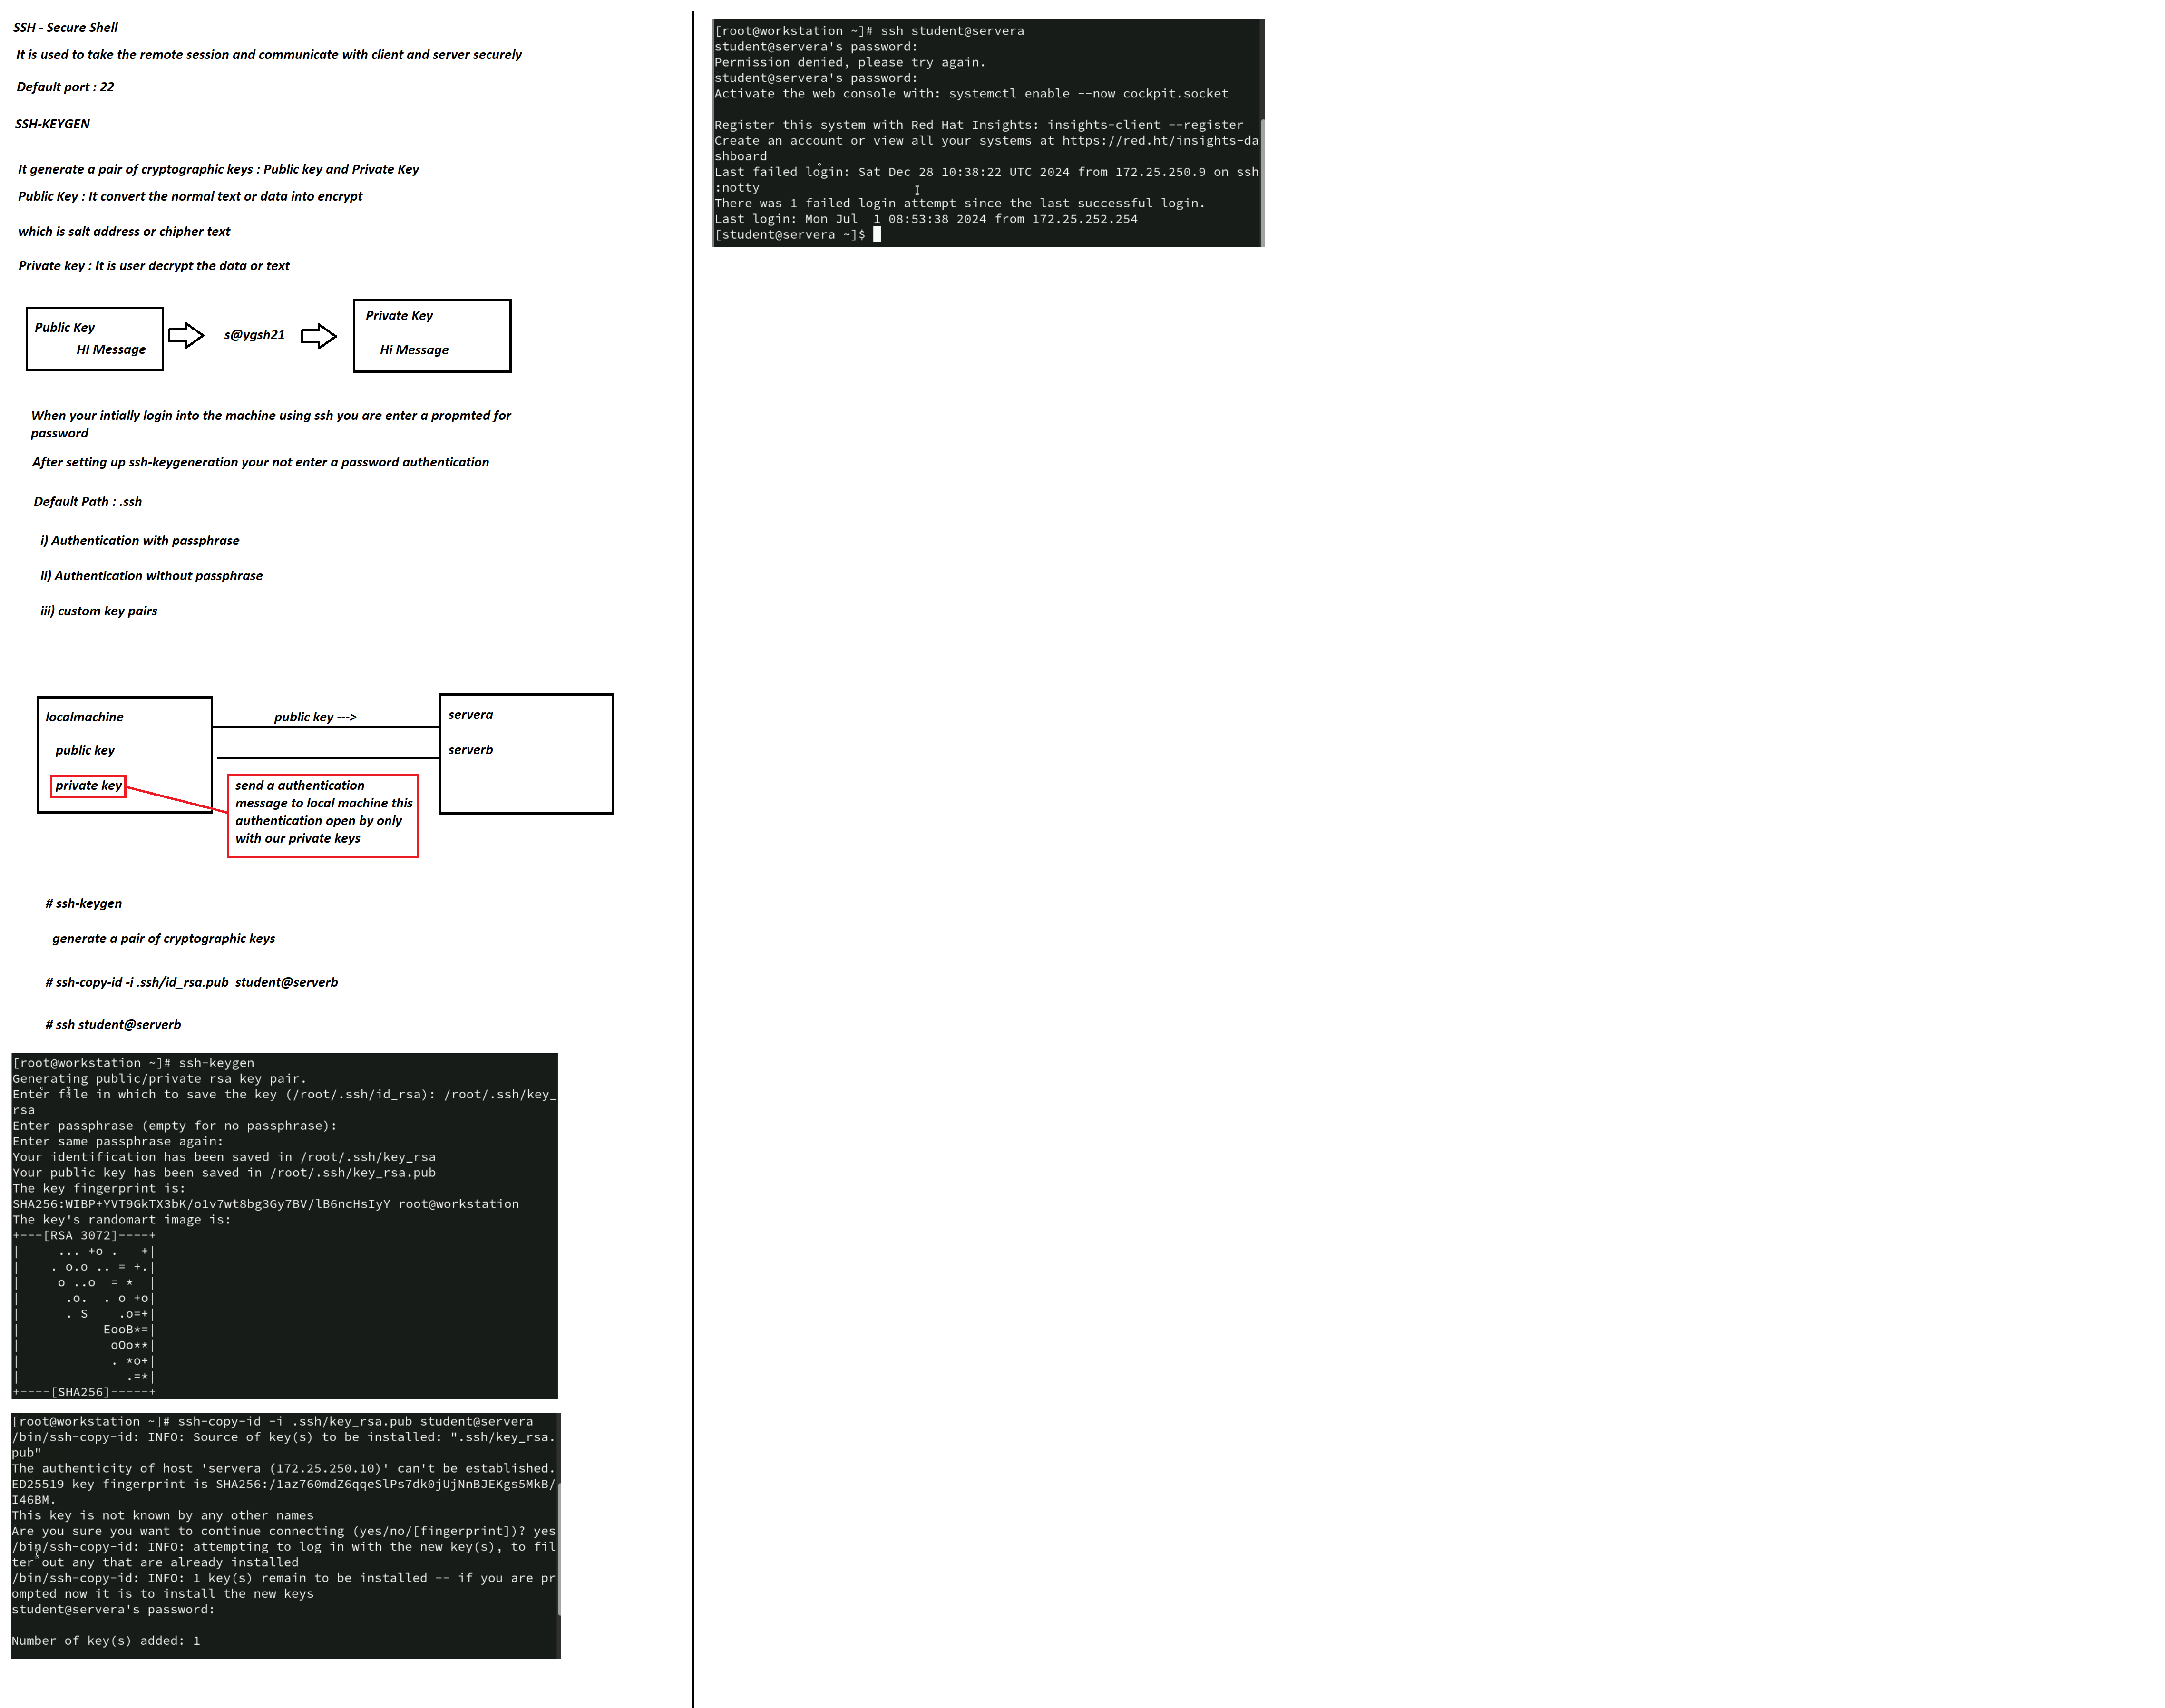 SSH - Secure Shell
It is used to take the remote session and communicate with client and server securely
Default port : 22
SSH-KEYGEN
It generate a pair of cryptographic keys : Public key and Private Key
Public Key : It convert the normal text or data into encrypt
which is salt address or chipher text
Private key : It is user decrypt the data or text
Public Key
HI Message
s@ygsh21
Private Key
Hi Message
When your intially login into the machine using ssh you are enter a propmted for
password
After setting up ssh-keygeneration your not enter a password authentication
Default Path : .ssh
i) Authentication with passphrase
ii) Authentication without passphrase
iii) custom key pairs
localmachine
public key
private key
public key --->
servera
serverb
send a authentication
message to local machine this
authentication open by only
with our private keys
# ssh-keygen
generate a pair of cryptographic keys
# ssh-copy-id -i .ssh/id_rsa.pub  student@serverb
# ssh student@serverb
[root@workstation ~]# ssh-keygen
Generating public/private rsa key pair.
Enter file in which to save the key (/root/.ssh/id_rsa): /root/.ssh/key_
rsa
Enter passphrase (empty for no passphrase):
Enter same passphrase again:
Your identification has been saved in /root/.ssh/key_rsa
Your public key has been saved in /root/.ssh/key_rsa.pub
The key fingerprint is:
SHA256:WIBP+YVT9GkTX3bK/o1v7wt8bg3Gy7BV/lB6ncHsIyY root@workstation
The key's randomart image is:
+---[RSA 3072]----+
|     ... +o .   +|
|    . o.o .. = +.|
|     o ..o  = *  |
|      .o.  . o +o|
|      . S    .o=+|
|           EooB*=|
|            oOo**|
|            . *o+|
|              .=*|
+----[SHA256]-----+
[root@workstation ~]# ssh-copy-id -i .ssh/key_rsa.pub student@servera
/bin/ssh-copy-id: INFO: Source of key(s) to be installed: ".ssh/key_rsa.
pub"
The authenticity of host 'servera (172.25.250.10)' can't be established.
ED25519 key fingerprint is SHA256:/1az760mdZ6qqeSlPs7dk0jUjNnBJEKgs5MkB/
I46BM.
This key is not known by any other names
Are you sure you want to continue connecting (yes/no/[fingerprint])? yes
/bin/ssh-copy-id: INFO: attempting to log in with the new key(s), to fil
ter out any that are already installed
/bin/ssh-copy-id: INFO: 1 key(s) remain to be installed -- if you are pr
ompted now it is to install the new keys
student@servera's password:
Number of key(s) added: 1
[root@workstation ~]# ssh student@servera
student@servera's password:
Permission denied, please try again.
student@servera's password:
Activate the web console with: systemctl enable --now cockpit.socket
Register this system with Red Hat Insights: insights-client --register
Create an account or view all your systems at https://red.ht/insights-da
shboard
Last failed login: Sat Dec 28 10:38:22 UTC 2024 from 172.25.250.9 on ssh
:notty
There was 1 failed login attempt since the last successful login.
Last login: Mon Jul  1 08:53:38 2024 from 172.25.252.254
[student@servera ~]$